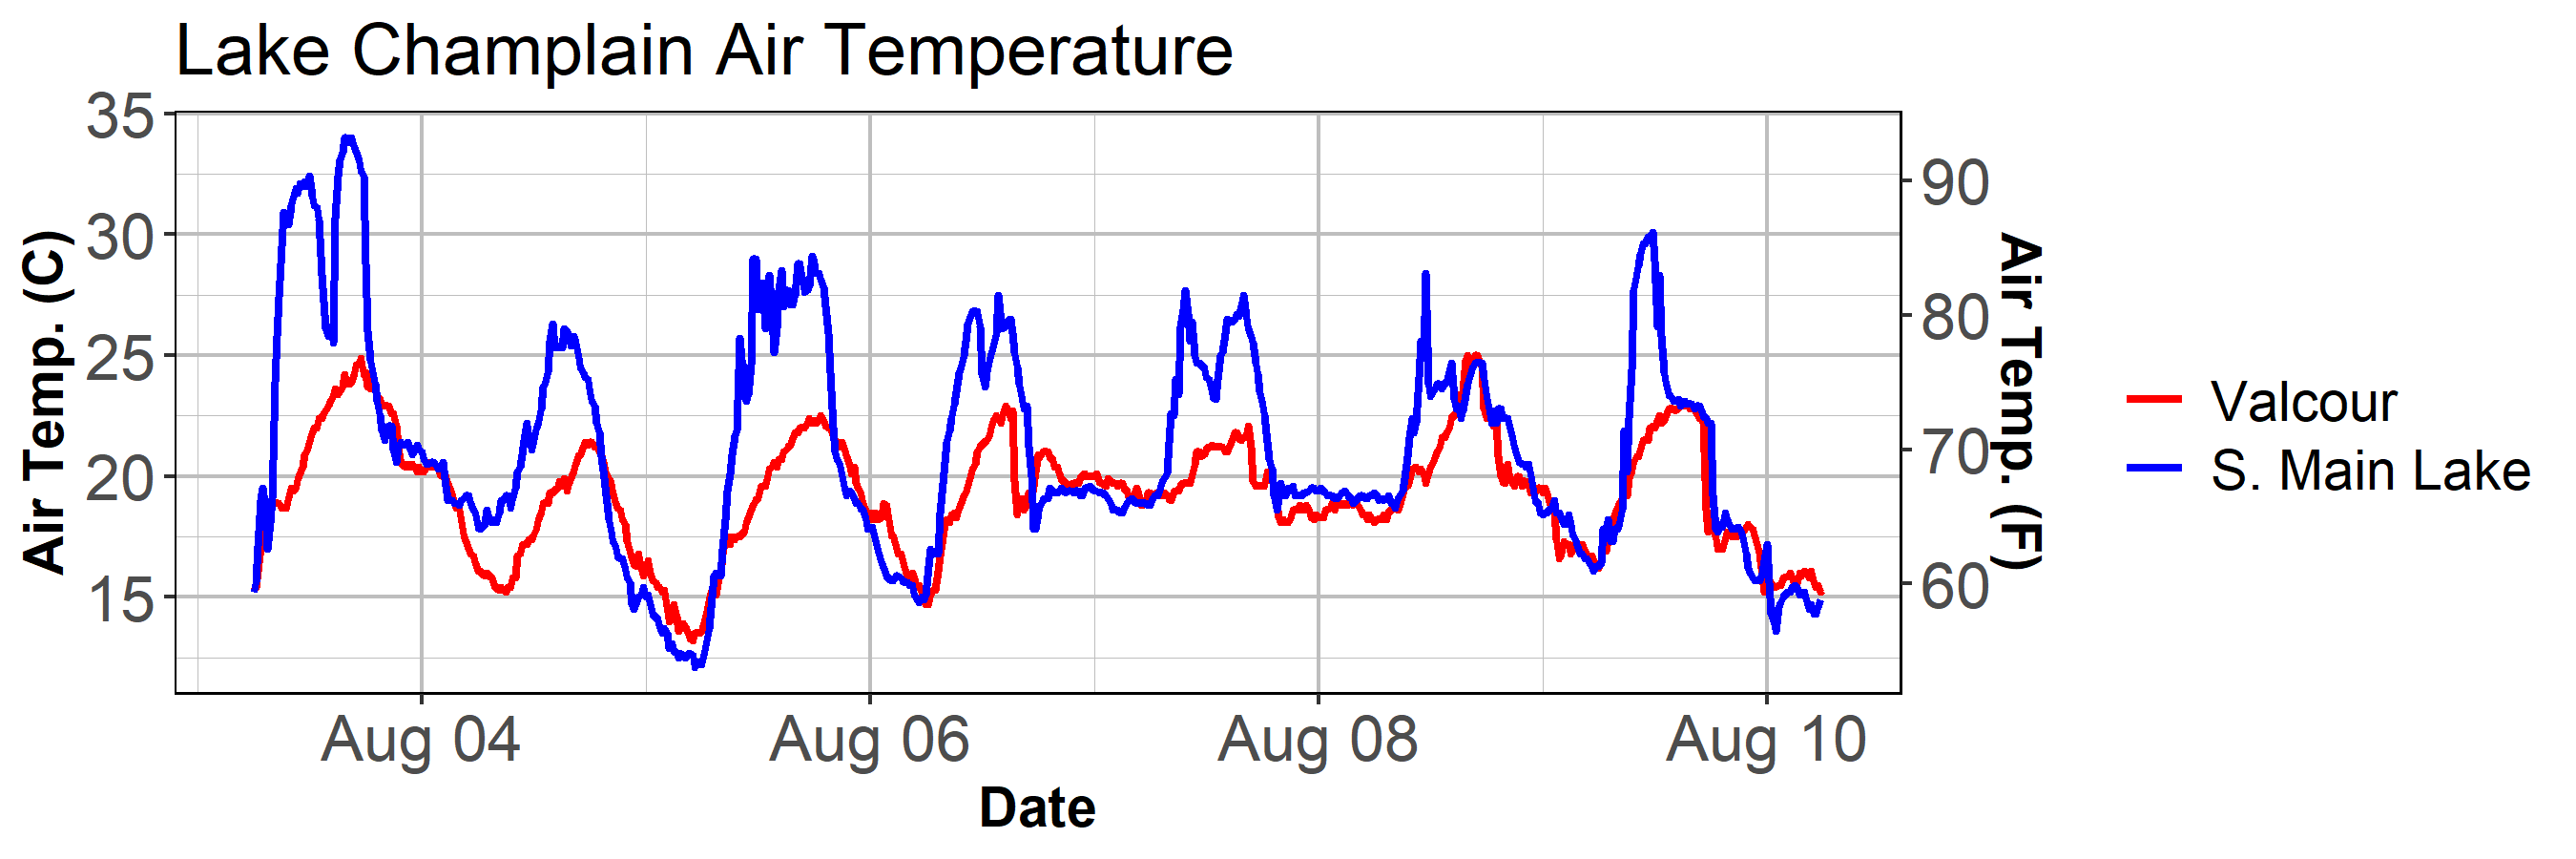 Lake Champlain Air Temperature
Air Temp. (C)
35
30
25
20
15
90
80
70
60
Air Temp. (F)
Aug 04 Aug 06 Aug 08 Aug 10
Date
Valcour
S. Main Lake